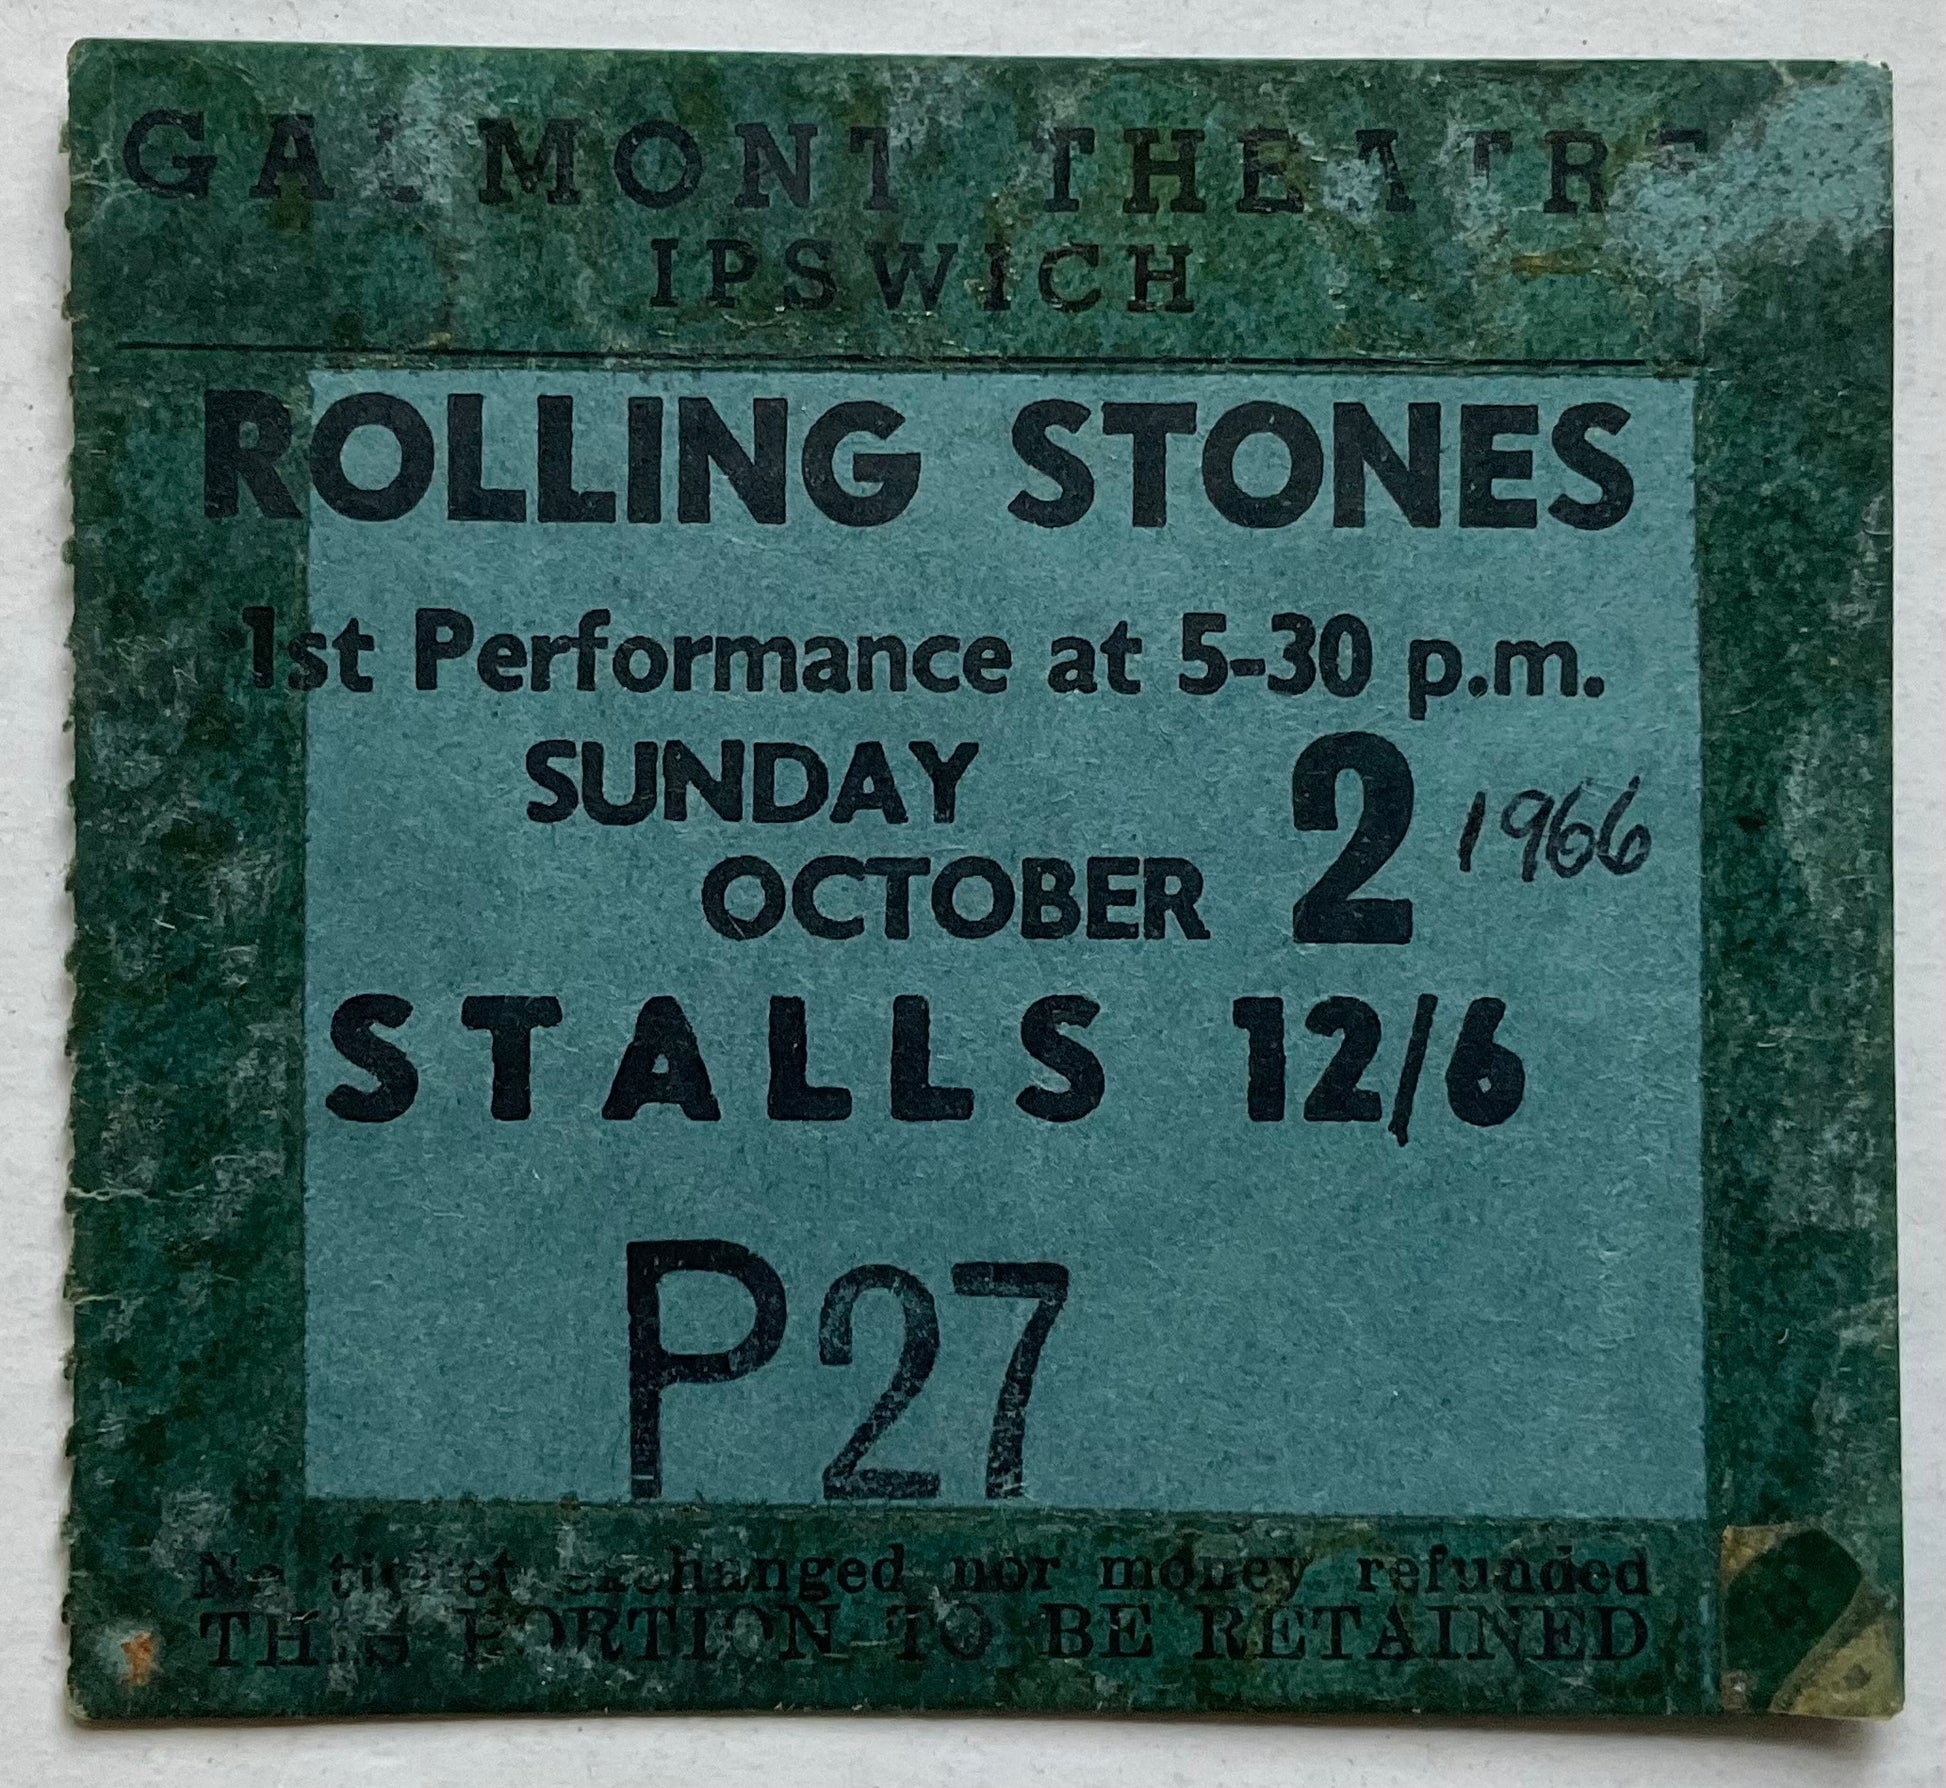 GAUMONT THEATRE
IPSWICH
ROLLING STONES
1st Performance at 5-30 p.m.
SUNDAY
OCTOBER 2 1966
STALLS 12/6
P27
No ticket exchanged nor money refunded
THIS PORTION TO BE RETAINED